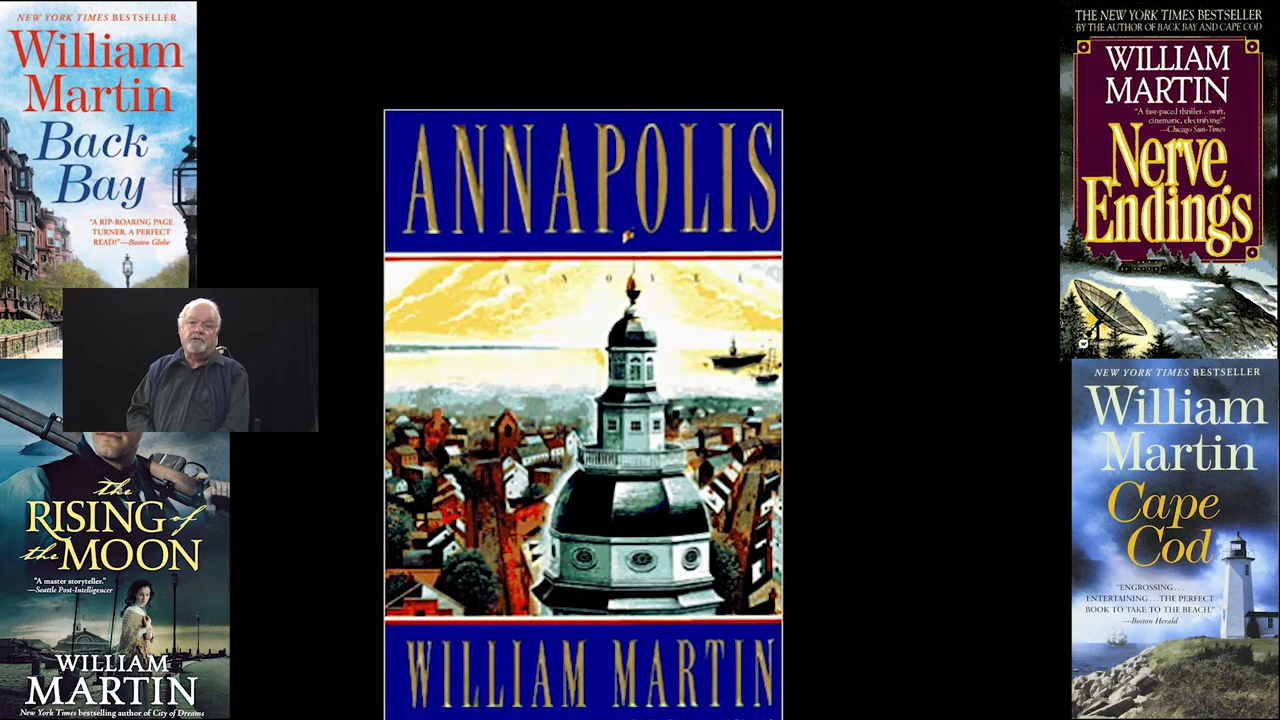 NEW YORK TIMES BESTSELLER
William
Martin
Back
Bay
"A RIP-ROARING PAGE
TURNER. A PERFECT
READ!"—Boston Globe
the
RISING of
the MOON
"A master storyteller."
—Seattle Post-Intelligencer
WILLIAM
MARTIN
New York Times bestselling author of City of Dreams
ANNAPOLIS
A NOVEL
WILLIAM MARTIN
THE NEW YORK TIMES BESTSELLER
BY THE AUTHOR OF BACK BAY AND CAPE COD
WILLIAM
MARTIN
"A fast-paced thriller...swift,
cinematic, electrifying!"
—Chicago Sun-Times
Nerve
Endings
NEW YORK TIMES BESTSELLER
William
Martin
Cape
Cod
"ENGROSSING...
ENTERTAINING...THE PERFECT
BOOK TO TAKE TO THE BEACH."
—Boston Herald